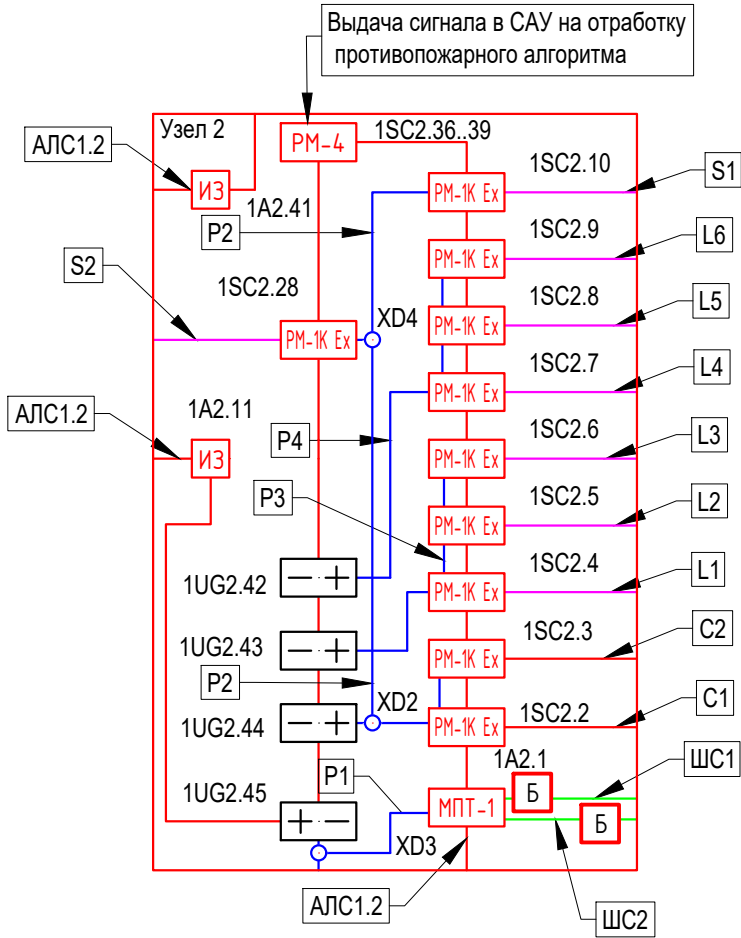 Выдача сигнала в САУ на отработку
противопожарного алгоритма
Узел 2
РМ-4
1SC2.36..39
АЛС1.2
ИЗ
1A2.41
1SC2.10
S1
РМ-1К Ex
P2
1SC2.9
L6
РМ-1К Ex
S2
1SC2.28
1SC2.8
L5
РМ-1К Ex
XD4
РМ-1К Ex
1SC2.7
L4
РМ-1К Ex
АЛС1.2
1A2.11
ИЗ
P4
1SC2.6
L3
РМ-1К Ex
P3
1SC2.5
L2
РМ-1К Ex
1UG2.42
1SC2.4
L1
РМ-1К Ex
1UG2.43
1SC2.3
C2
РМ-1К Ex
P2
1UG2.44
XD2
1SC2.2
C1
РМ-1К Ex
1A2.1
ШС1
P1
Б
1UG2.45
МПТ-1
Б
XD3
АЛС1.2
ШС2